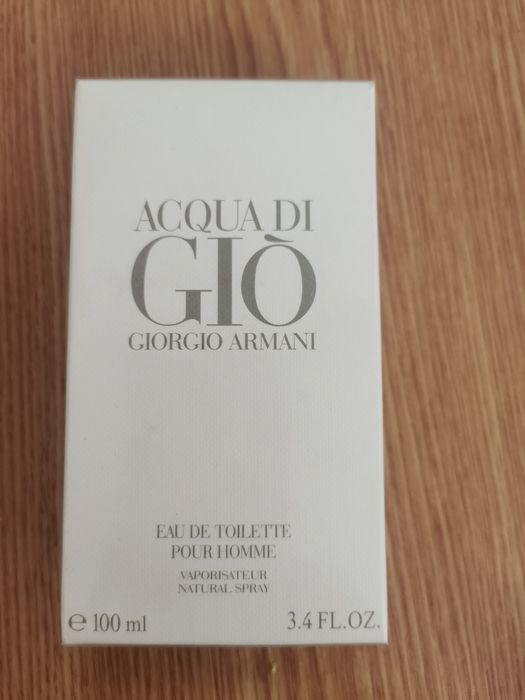 ACQUA DI
GIÒ
GIORGIO ARMANI
EAU DE TOILETTE
POUR HOMME
VAPORISATEUR
NATURAL SPRAY
℮ 100 ml 3.4 FL.OZ.